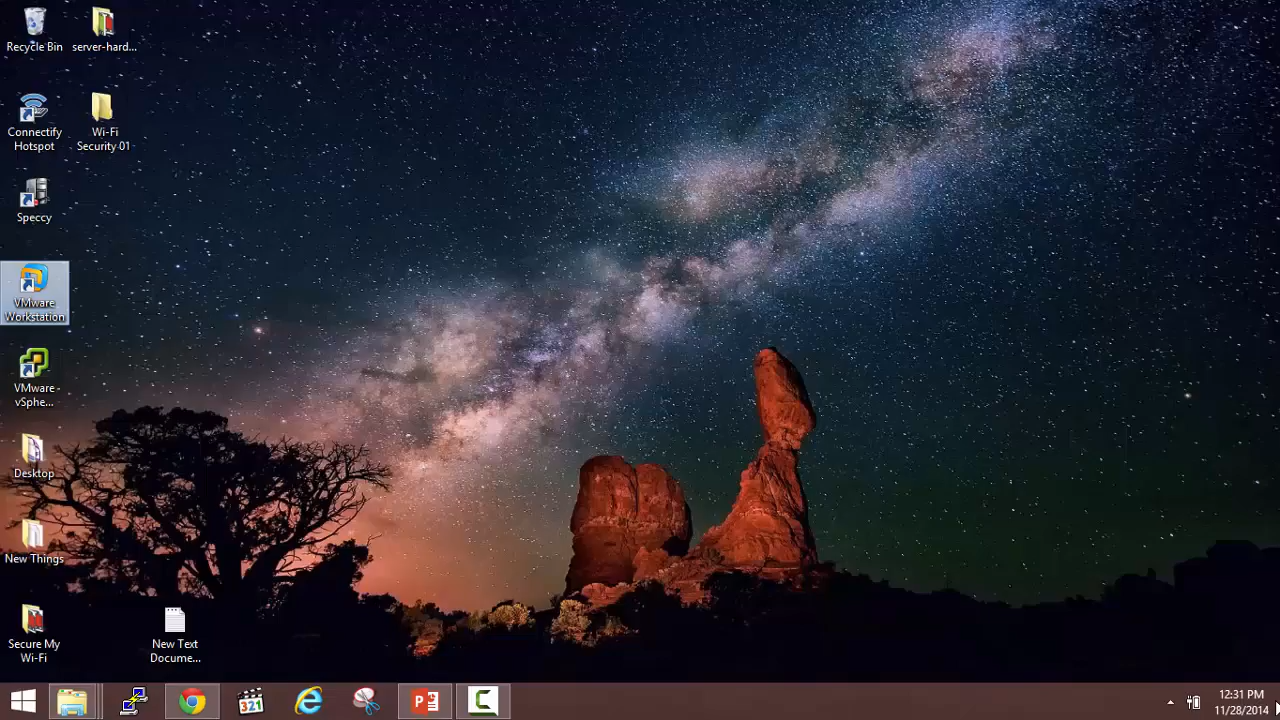 Recycle Bin
server-hard...
Connectify
Hotspot
Wi-Fi
Security 01
Speccy
VMware
Workstation
VMware
vSphe...
Desktop
New Things
Secure My
Wi-Fi
New Text
Docume...
321
12:31 PM
11/28/2014